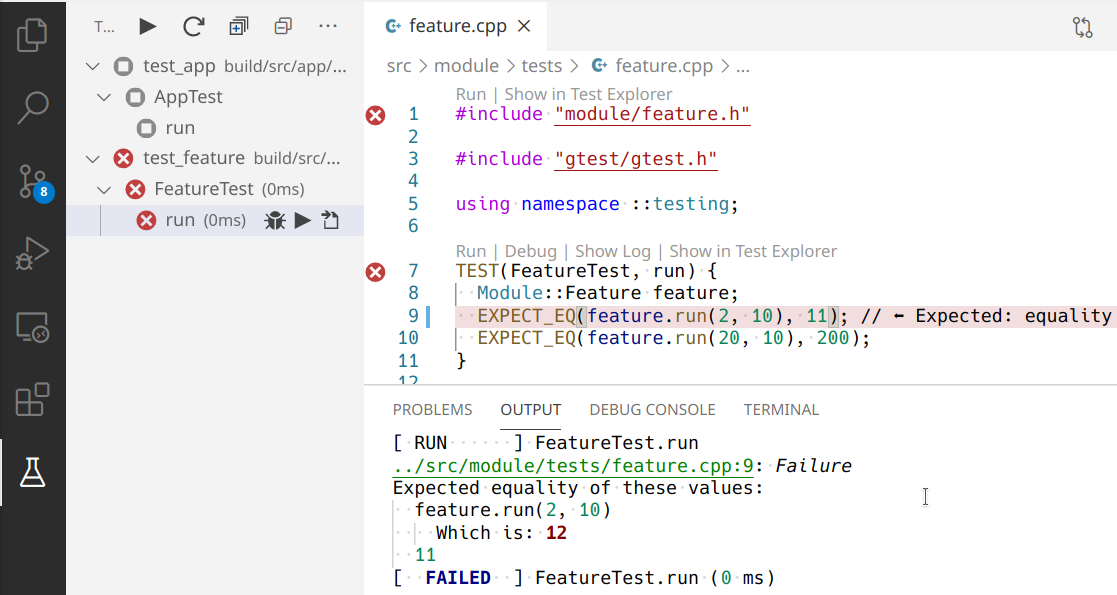 T...
test_app build/src/app/...
AppTest
run
test_feature build/src/...
FeatureTest (0ms)
run (0ms)
8
feature.cpp
src > module > tests > feature.cpp > ...
Run | Show in Test Explorer
1 #include "module/feature.h"
2
3 #include "gtest/gtest.h"
4
5 using namespace ::testing;
6
Run | Debug | Show Log | Show in Test Explorer
7 TEST(FeatureTest, run) {
8 Module::Feature feature;
9 EXPECT_EQ(feature.run(2, 10), 11); // ⬅ Expected: equality
10 EXPECT_EQ(feature.run(20, 10), 200);
11 }
12
PROBLEMS OUTPUT DEBUG CONSOLE TERMINAL
[ RUN      ] FeatureTest.run
../src/module/tests/feature.cpp:9: Failure
Expected equality of these values:
feature.run(2, 10)
Which is: 12
11
[  FAILED  ] FeatureTest.run (0 ms)